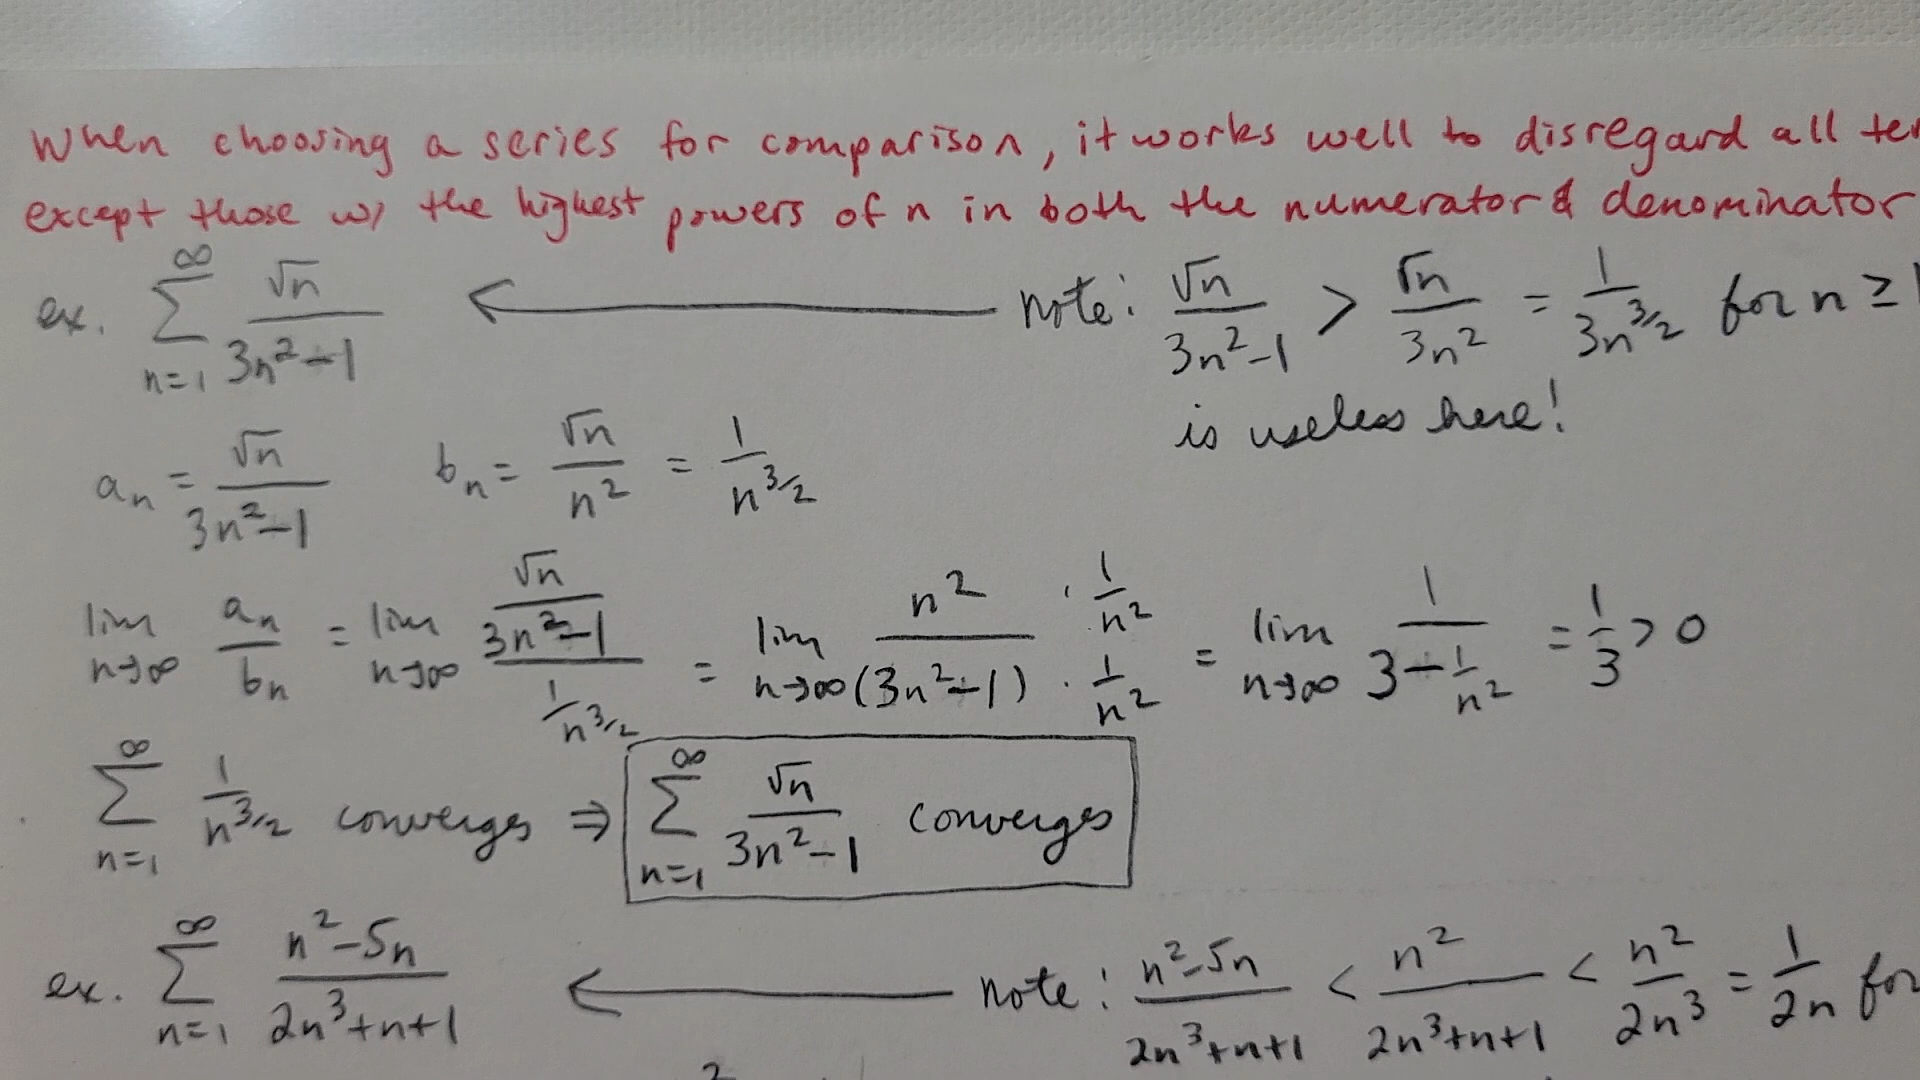 When choosing a series for comparison, it works well to disregard all
except those w/ the highest powers of n in both the numerator & denominator
ex. ∑_{n=1}^{∞} √n / (3n²-1) ← note: √n / (3n²-1) > √n / 3n² = 1 / 3n^{3/2} for n ≥ 1
is useless here!
a_n = √n / (3n²-1) b_n = √n / n² = 1 / n^{3/2}
lim_{n→∞} a_n / b_n = lim_{n→∞} (√n / (3n²-1)) / (1 / n^{3/2}) = lim_{n→∞} (n² · 1/n²) / ((3n²-1) · 1/n²) = lim_{n→∞} 1 / (3 - 1/n²) = 1/3 > 0
∑_{n=1}^{∞} 1 / n^{3/2} converges ⇒ ∑_{n=1}^{∞} √n / (3n²-1) converges
ex. ∑_{n=1}^{∞} (n²-5n) / (2n³+n+1) ← note: (n²-5n) / (2n³+n+1) < n² / (2n³+n+1) < n² / 2n³ = 1 / 2n for